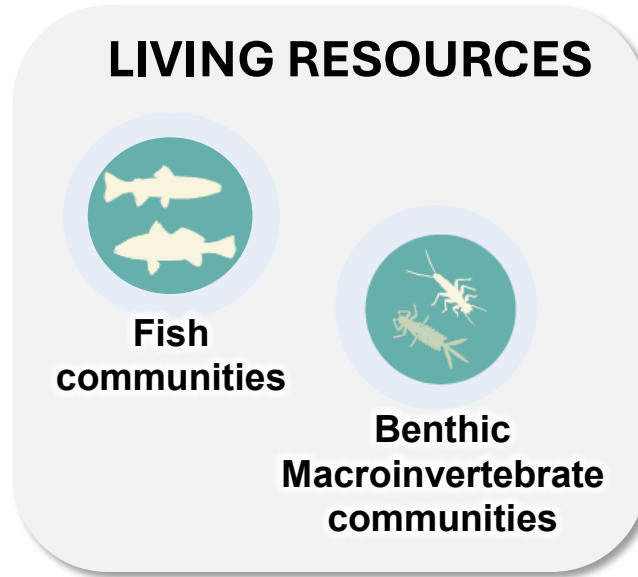 LIVING RESOURCES
Fish
communities
Benthic
Macroinvertebrate
communities